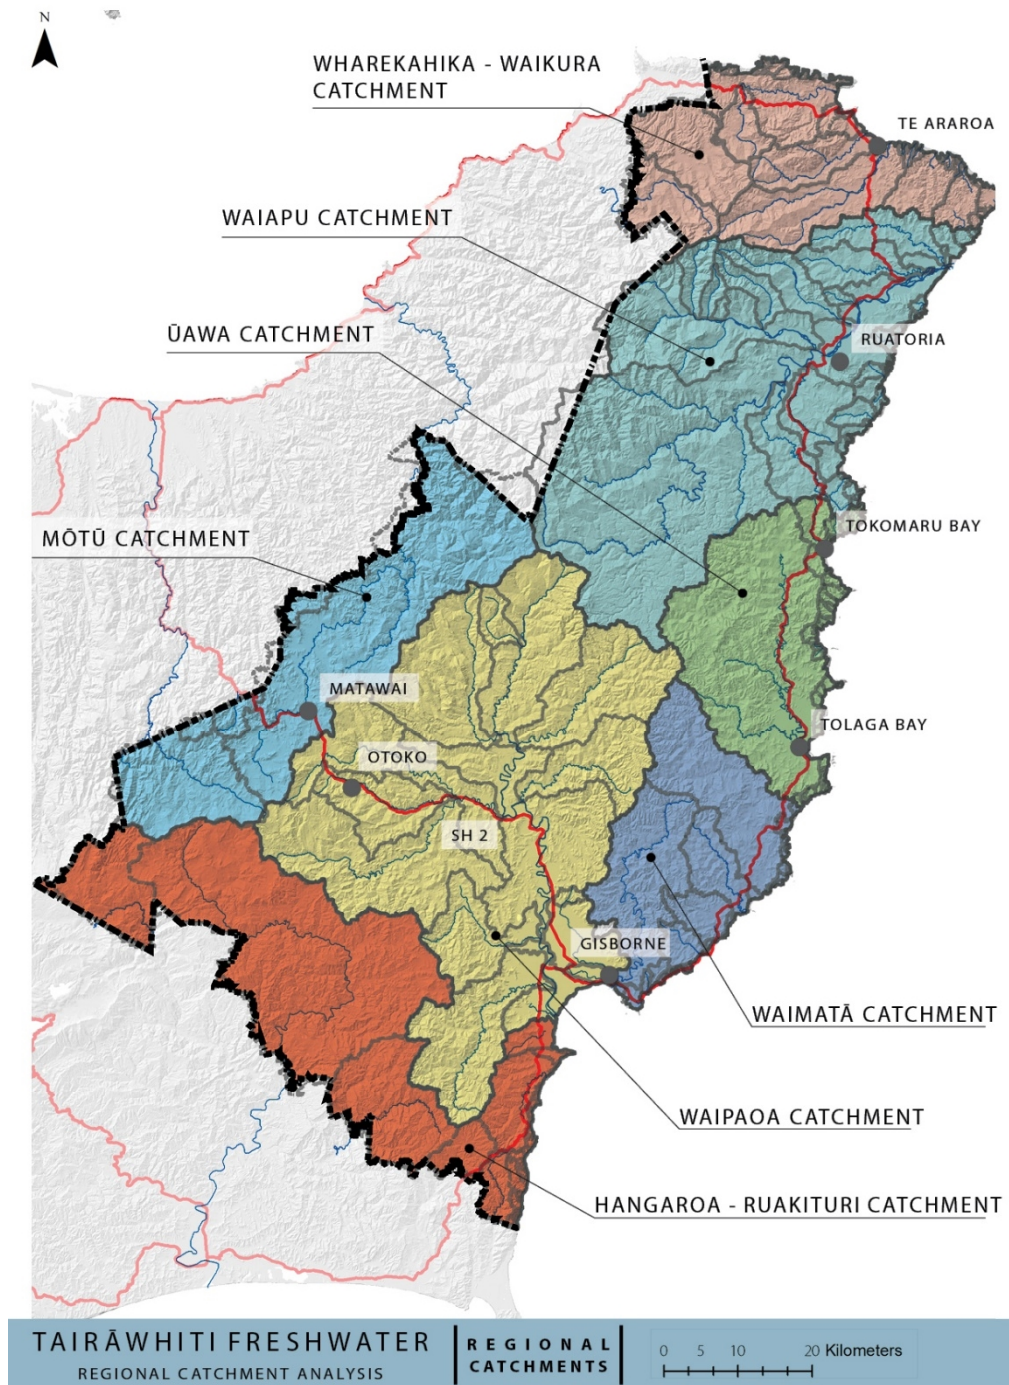 N
WHAREKAHIKA - WAIKURA
CATCHMENT
TE ARAROA
WAIAPU CATCHMENT
ŪAWA CATCHMENT
RUATORIA
TOKOMARU BAY
MŌTŪ CATCHMENT
MATAWAI
TOLAGA BAY
OTOKO
SH 2
GISBORNE
WAIMATĀ CATCHMENT
WAIPAOA CATCHMENT
HANGAROA - RUAKITURI CATCHMENT
TAIRĀWHITI FRESHWATER
REGIONAL CATCHMENT ANALYSIS
REGIONAL
CATCHMENTS
0 5 10 20 Kilometers